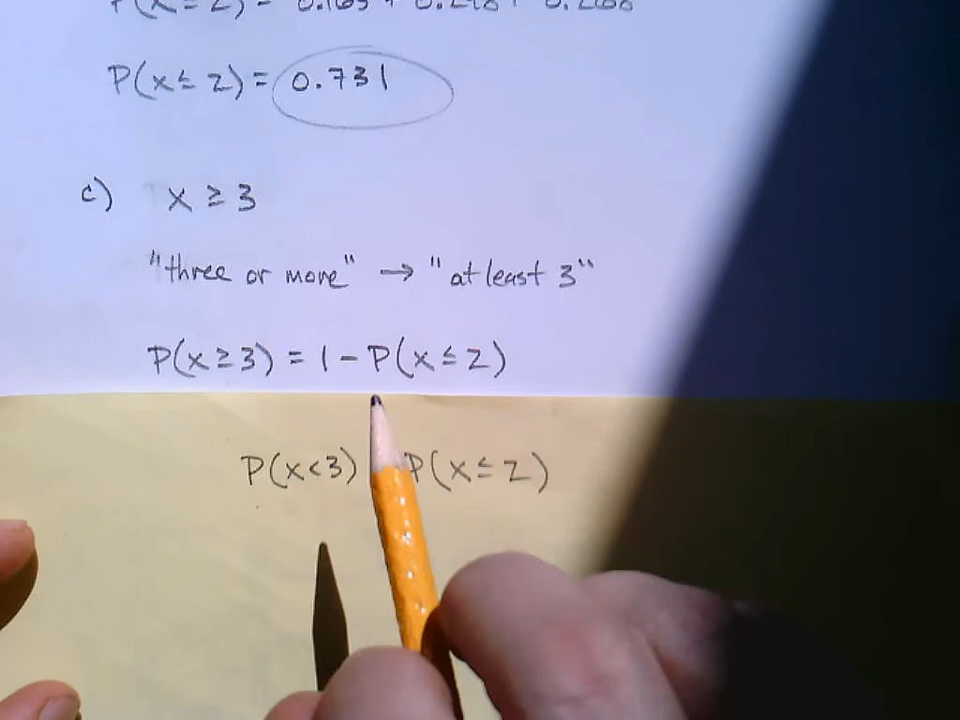 P(x ≤ 2) = 0.731
c) x ≥ 3
"three or more" → "at least 3"
P(x ≥ 3) = 1 - P(x ≤ 2)
P(x < 3) P(x ≤ 2)